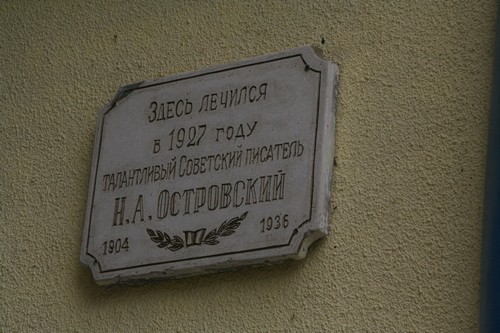 Здесь лечился
в 1927 году
талантливый Советский писатель
Н.А. Островский
1904 1936